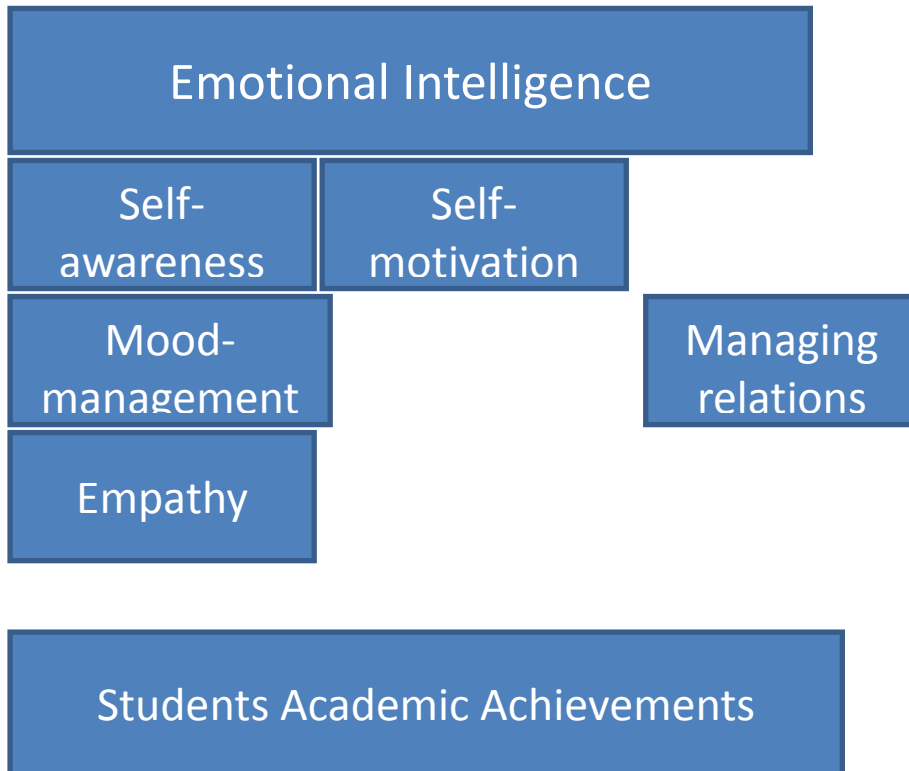 Emotional Intelligence
Self-
awareness
Self-
motivation
Mood-
management
Managing
relations
Empathy
Students Academic Achievements